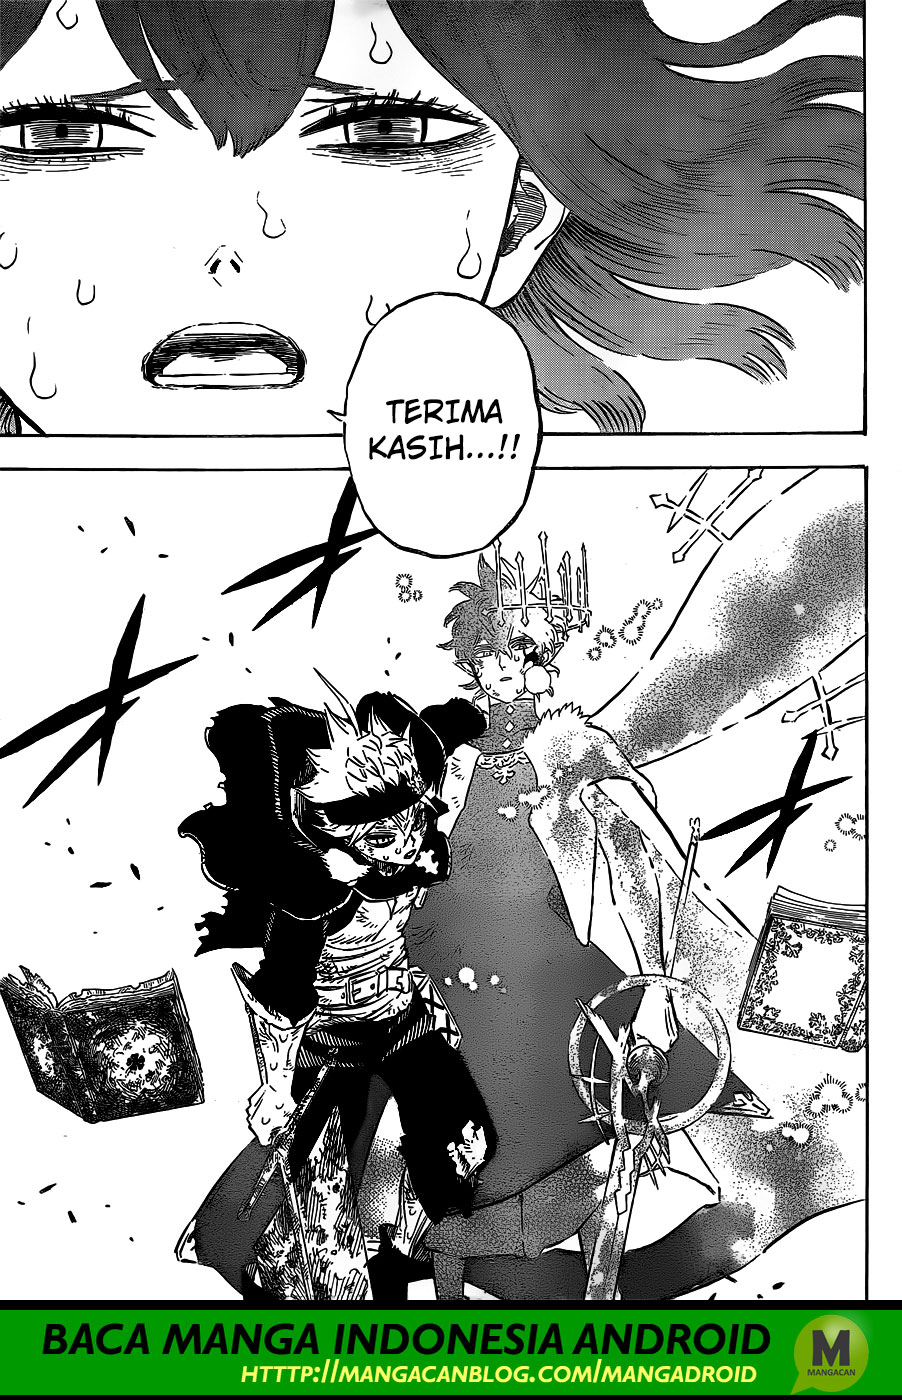 TERIMA
KASIH...!!
BACA MANGA INDONESIA ANDROID
HTTTP://MANGACANBLOG.COM/MANGADROID
M
MANGACAN